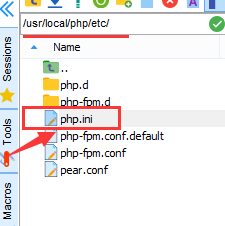 /usr/local/php/etc/
Name
..
php.d
php-fpm.d
php.ini
php-fpm.conf.default
php-fpm.conf
pear.conf
Sessions
Tools
Macros